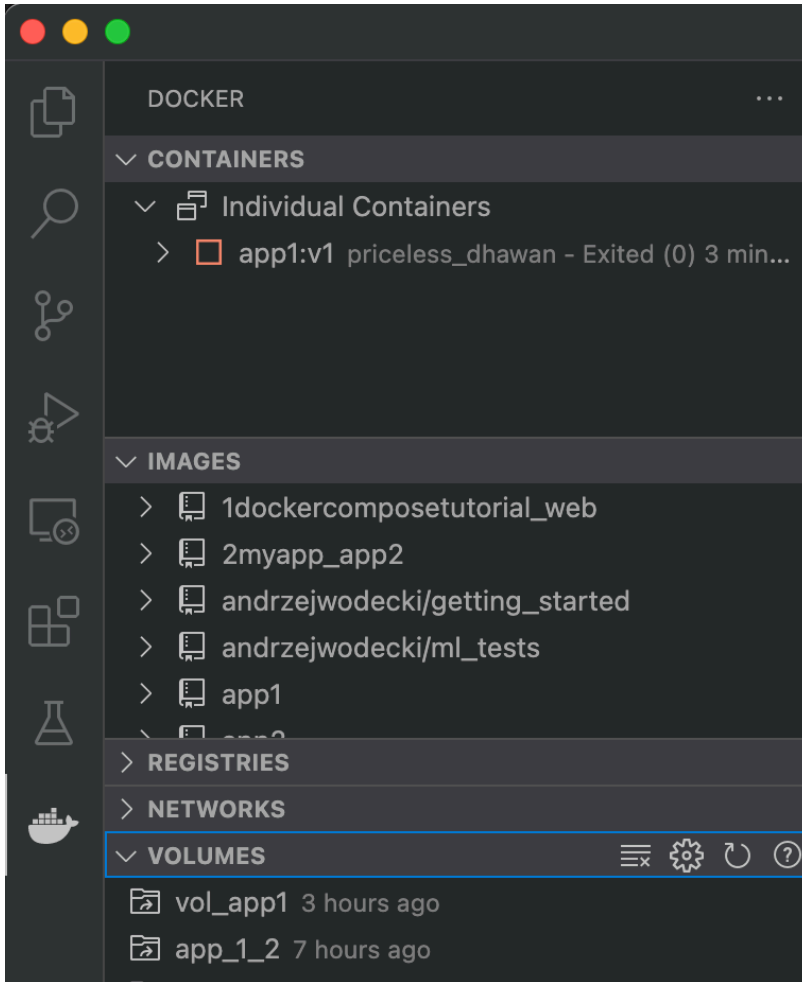 DOCKER
CONTAINERS
Individual Containers
app1:v1 priceless_dhawan - Exited (0) 3 min...
IMAGES
1dockercomposetutorial_web
2myapp_app2
andrzejwodecki/getting_started
andrzejwodecki/ml_tests
app1
REGISTRIES
NETWORKS
VOLUMES
vol_app1 3 hours ago
app_1_2 7 hours ago